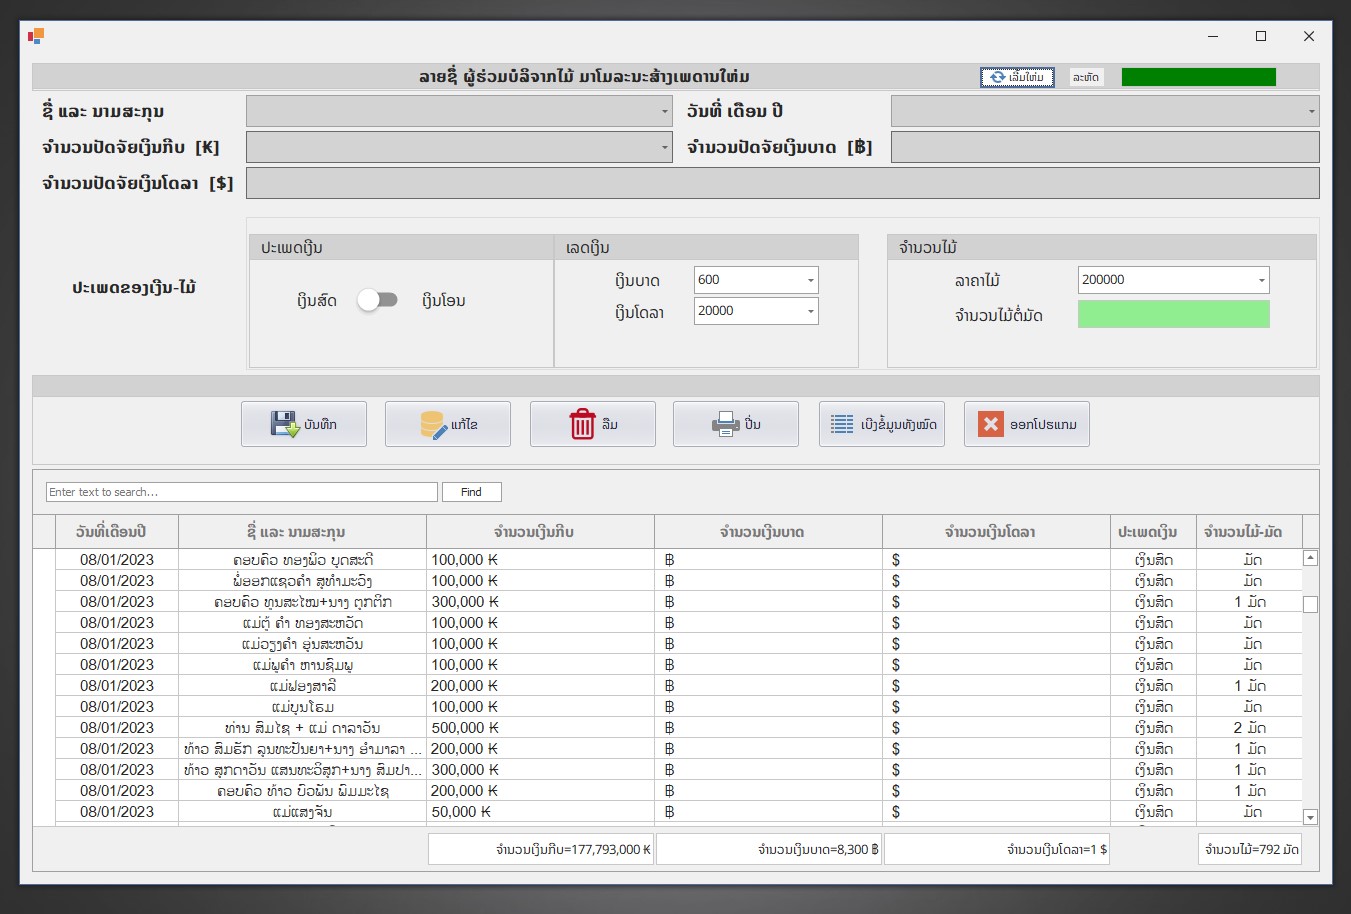 ລາຍຊື່ ຜູ້ຮ່ວມບໍລິຈາກໄມ້ ມາໂມລະນະສ້າງເພດານໃຫ່ມ ເລີ່ມໃຫ່ມ ລະຫັດ
ຊື່ ແລະ ນາມສະກຸນ ວັນທີ່ ເດືອນ ປີ
ຈຳນວນປັດຈັຍເງິນກີບ [₭] ຈຳນວນປັດຈັຍເງິນບາດ [฿]
ຈຳນວນປັດຈັຍເງິນໂດລາ [$]
ປະເພດເງິນ ເລດເງິນ ຈຳນວນໄມ້
ປະເພດຂອງເງິນ-ໄມ້ ເງິນສົດ ເງິນໂອນ ເງິນບາດ 600 ລາຄາໄມ້ 200000
ເງິນໂດລາ 20000 ຈຳນວນໄມ້ຕໍ່ມັດ
ບັນທຶກ ແກ້ໄຂ ລືມ ປິ່ນ ເບີງຂໍ້ມູນທັງໝົດ ອອກໂປຣແກມ
Enter text to search... Find
ວັນທີ່ເດືອນປີ ຊື່ ແລະ ນາມສະກຸນ ຈຳນວນເງິນກີບ ຈຳນວນເງິນບາດ ຈຳນວນເງິນໂດລາ ປະເພດເງິນ ຈຳນວນໄມ້-ມັດ
08/01/2023 ຄອບຄົວ ທອງພິວ ບຸດສະດີ 100,000 ₭ ฿ $ ເງິນສົດ ມັດ
08/01/2023 ພໍ່ອອກແຊວຄຳ ສຸທຳມະວົງ 100,000 ₭ ฿ $ ເງິນສົດ ມັດ
08/01/2023 ຄອບຄົວ ທູນສະໄໝ+ນາງ ຕຸກຕິກ 300,000 ₭ ฿ $ ເງິນສົດ 1 ມັດ
08/01/2023 ແມ່ຕູ້ ຄຳ ທອງສະຫວັດ 100,000 ₭ ฿ $ ເງິນສົດ ມັດ
08/01/2023 ແມ່ວຽງຄຳ ອຸ່ນສະຫວັນ 100,000 ₭ ฿ $ ເງິນສົດ ມັດ
08/01/2023 ແມ່ພູຄຳ ຫານຊົມພູ 100,000 ₭ ฿ $ ເງິນສົດ ມັດ
08/01/2023 ແມ່ຟອງສາລີ 200,000 ₭ ฿ $ ເງິນສົດ 1 ມັດ
08/01/2023 ແມ່ບຸນໂຮມ 100,000 ₭ ฿ $ ເງິນສົດ ມັດ
08/01/2023 ທ່ານ ສົມໄຊ + ແມ່ ດາລາວັນ 500,000 ₭ ฿ $ ເງິນສົດ 2 ມັດ
08/01/2023 ທ້າວ ສົມຮັກ ລຸນທະປັນຍາ+ນາງ ອຳມາລາ ... 200,000 ₭ ฿ $ ເງິນສົດ 1 ມັດ
08/01/2023 ທ້າວ ສຸກດາວັນ ແສນທະວິສຸກ+ນາງ ສົມປາ... 300,000 ₭ ฿ $ ເງິນສົດ 1 ມັດ
08/01/2023 ຄອບຄົວ ທ້າວ ບົວພັນ ພິມມະໄຊ 200,000 ₭ ฿ $ ເງິນສົດ 1 ມັດ
08/01/2023 ແມ່ແສງຈັນ 50,000 ₭ ฿ $ ເງິນສົດ ມັດ
ຈຳນວນເງິນກີບ=177,793,000 ₭ ຈຳນວນເງິນບາດ=8,300 ฿ ຈຳນວນເງິນໂດລາ=1 $ ຈຳນວນໄມ້=792 ມັດ